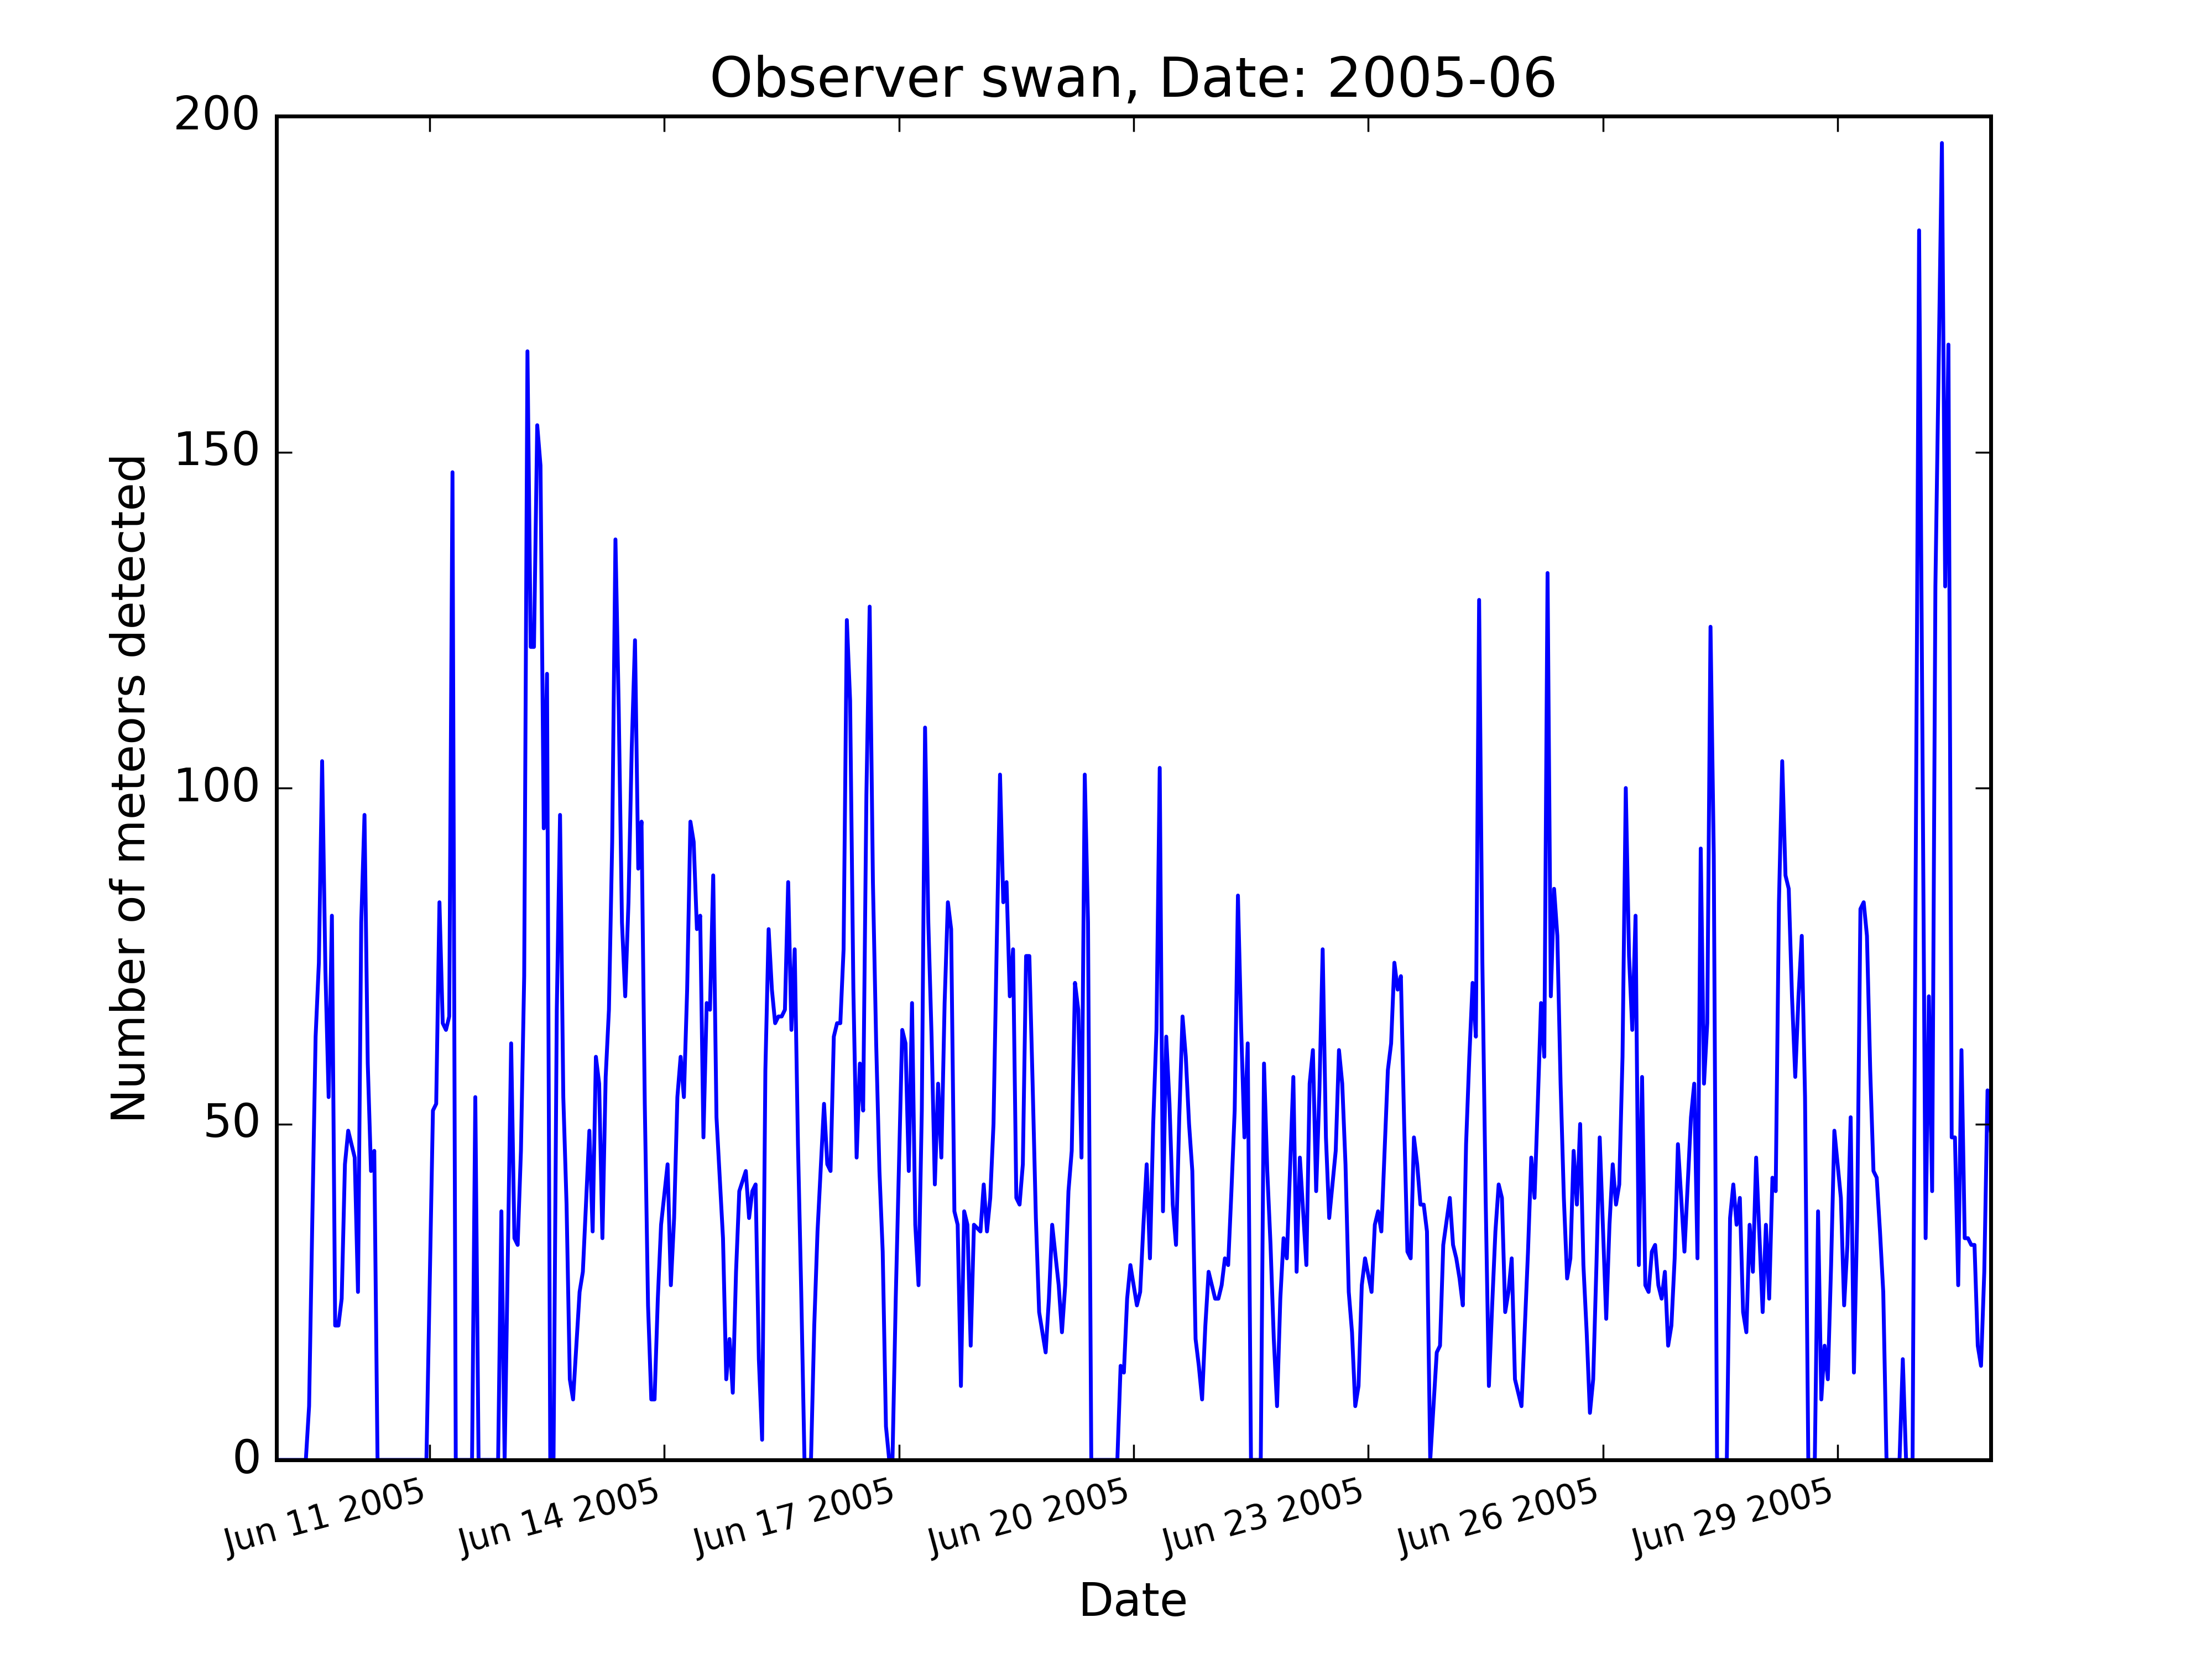 Observer swan, Date: 2005-06
200
150
100
50
0
Number of meteors detected
Jun 11 2005
Jun 14 2005
Jun 17 2005
Jun 20 2005
Jun 23 2005
Jun 26 2005
Jun 29 2005
Date